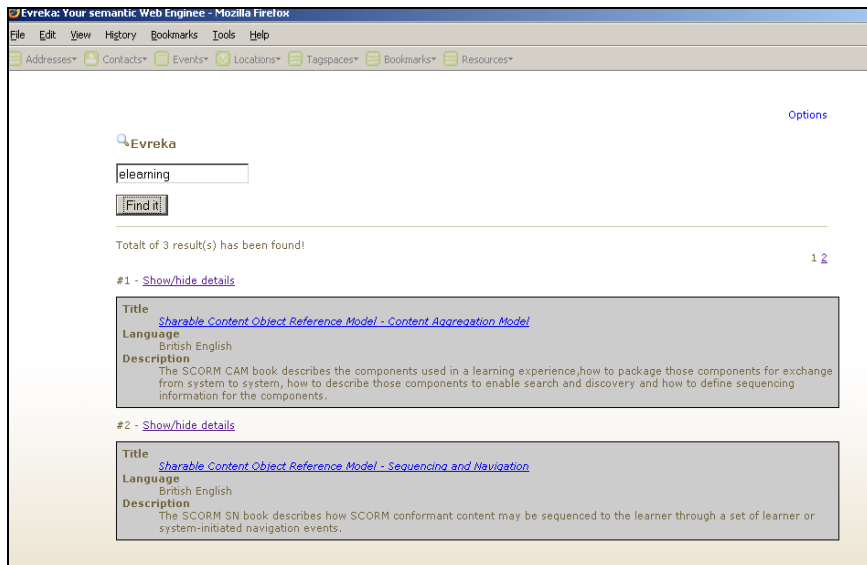 Evreka: Your semantic Web Enginee - Mozilla Firefox
File Edit View History Bookmarks Tools Help
Addresses Contacts Events Locations Tagspaces Bookmarks Resources
Options
Evreka
elearning
Find it
Totalt of 3 result(s) has been found!
1 2
#1 - Show/hide details
Title
Sharable Content Object Reference Model - Content Aggregation Model
Language
British English
Description
The SCORM CAM book describes the components used in a learning experience,how to package those components for exchange
from system to system, how to describe those components to enable search and discovery and how to define sequencing
information for the components.
#2 - Show/hide details
Title
Sharable Content Object Reference Model - Sequencing and Navigation
Language
British English
Description
The SCORM SN book describes how SCORM conformant content may be sequenced to the learner through a set of learner or
system-initiated navigation events.